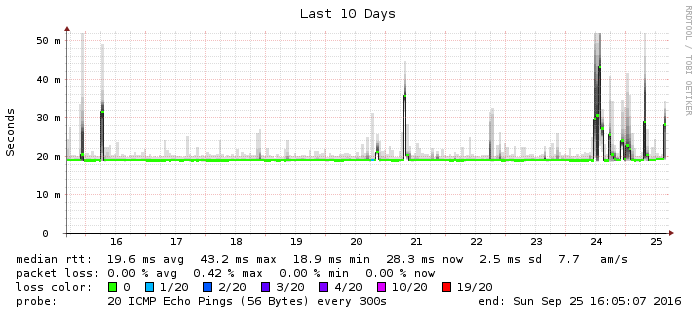 Last 10 Days
RRDTOOL / TOBI OETIKER
Seconds
50 m
40 m
30 m
20 m
10 m
0
16 17 18 19 20 21 22 23 24 25
median rtt: 19.6 ms avg 43.2 ms max 18.9 ms min 28.3 ms now 2.5 ms sd 7.7 am/s
packet loss: 0.00 % avg 0.42 % max 0.00 % min 0.00 % now
loss color: 0 1/20 2/20 3/20 4/20 10/20 19/20
probe: 20 ICMP Echo Pings (56 Bytes) every 300s end: Sun Sep 25 16:05:07 2016